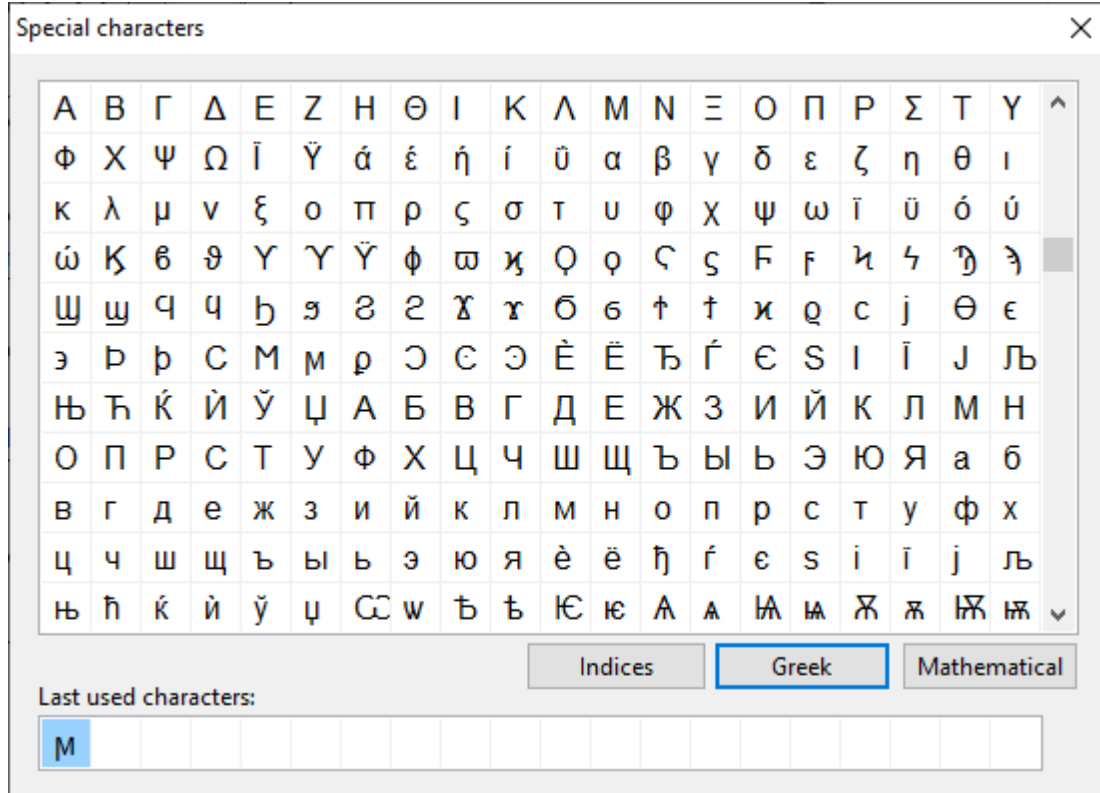 Special characters
Α Β Γ Δ Ε Ζ Η Θ Ι Κ Λ Μ Ν Ξ Ο Π Ρ Σ Τ Υ
Φ Χ Ψ Ω Ϊ Ϋ ά έ ή ί ΰ α β γ δ ε ζ η θ ι
κ λ μ ν ξ ο π ρ ς σ τ υ φ χ ψ ω ϊ ϋ ό ύ
ώ Ϗ ϐ ϑ ϒ ϓ ϔ ϕ ϖ ϗ Ϙ ϙ Ϛ ϛ Ϝ ϝ Ϟ ϟ Ϡ ϡ
Ϣ ϣ Ϥ ϥ Ϧ ϧ Ϩ ϩ Ϫ ϫ Ϭ ϭ Ϯ ϯ ϰ ϱ ϲ ϳ ϴ ϵ
϶ Ϸ ϸ Ϲ Ϻ ϻ ϼ Ͻ Ͼ Ͽ Ѐ Ё Ђ Ѓ Є Ѕ І Ї Ј Љ
Њ Ћ Ќ Ѝ Ў Џ А Б В Г Д Е Ж З И Й К Л М Н
О П Р С Т У Ф Х Ц Ч Ш Щ Ъ Ы Ь Э Ю Я а б
в г д е ж з и й к л м н о п р с т у ф х
ц ч ш щ ъ ы ь э ю я ѐ ё ђ ѓ є ѕ і ї ј љ
њ ћ ќ ѝ ў џ Ѡ ѡ Ѣ ѣ Ѥ ѥ Ѧ ѧ Ѩ ѩ Ѫ ѫ Ѭ ѭ
Indices Greek Mathematical
Last used characters:
ϻ